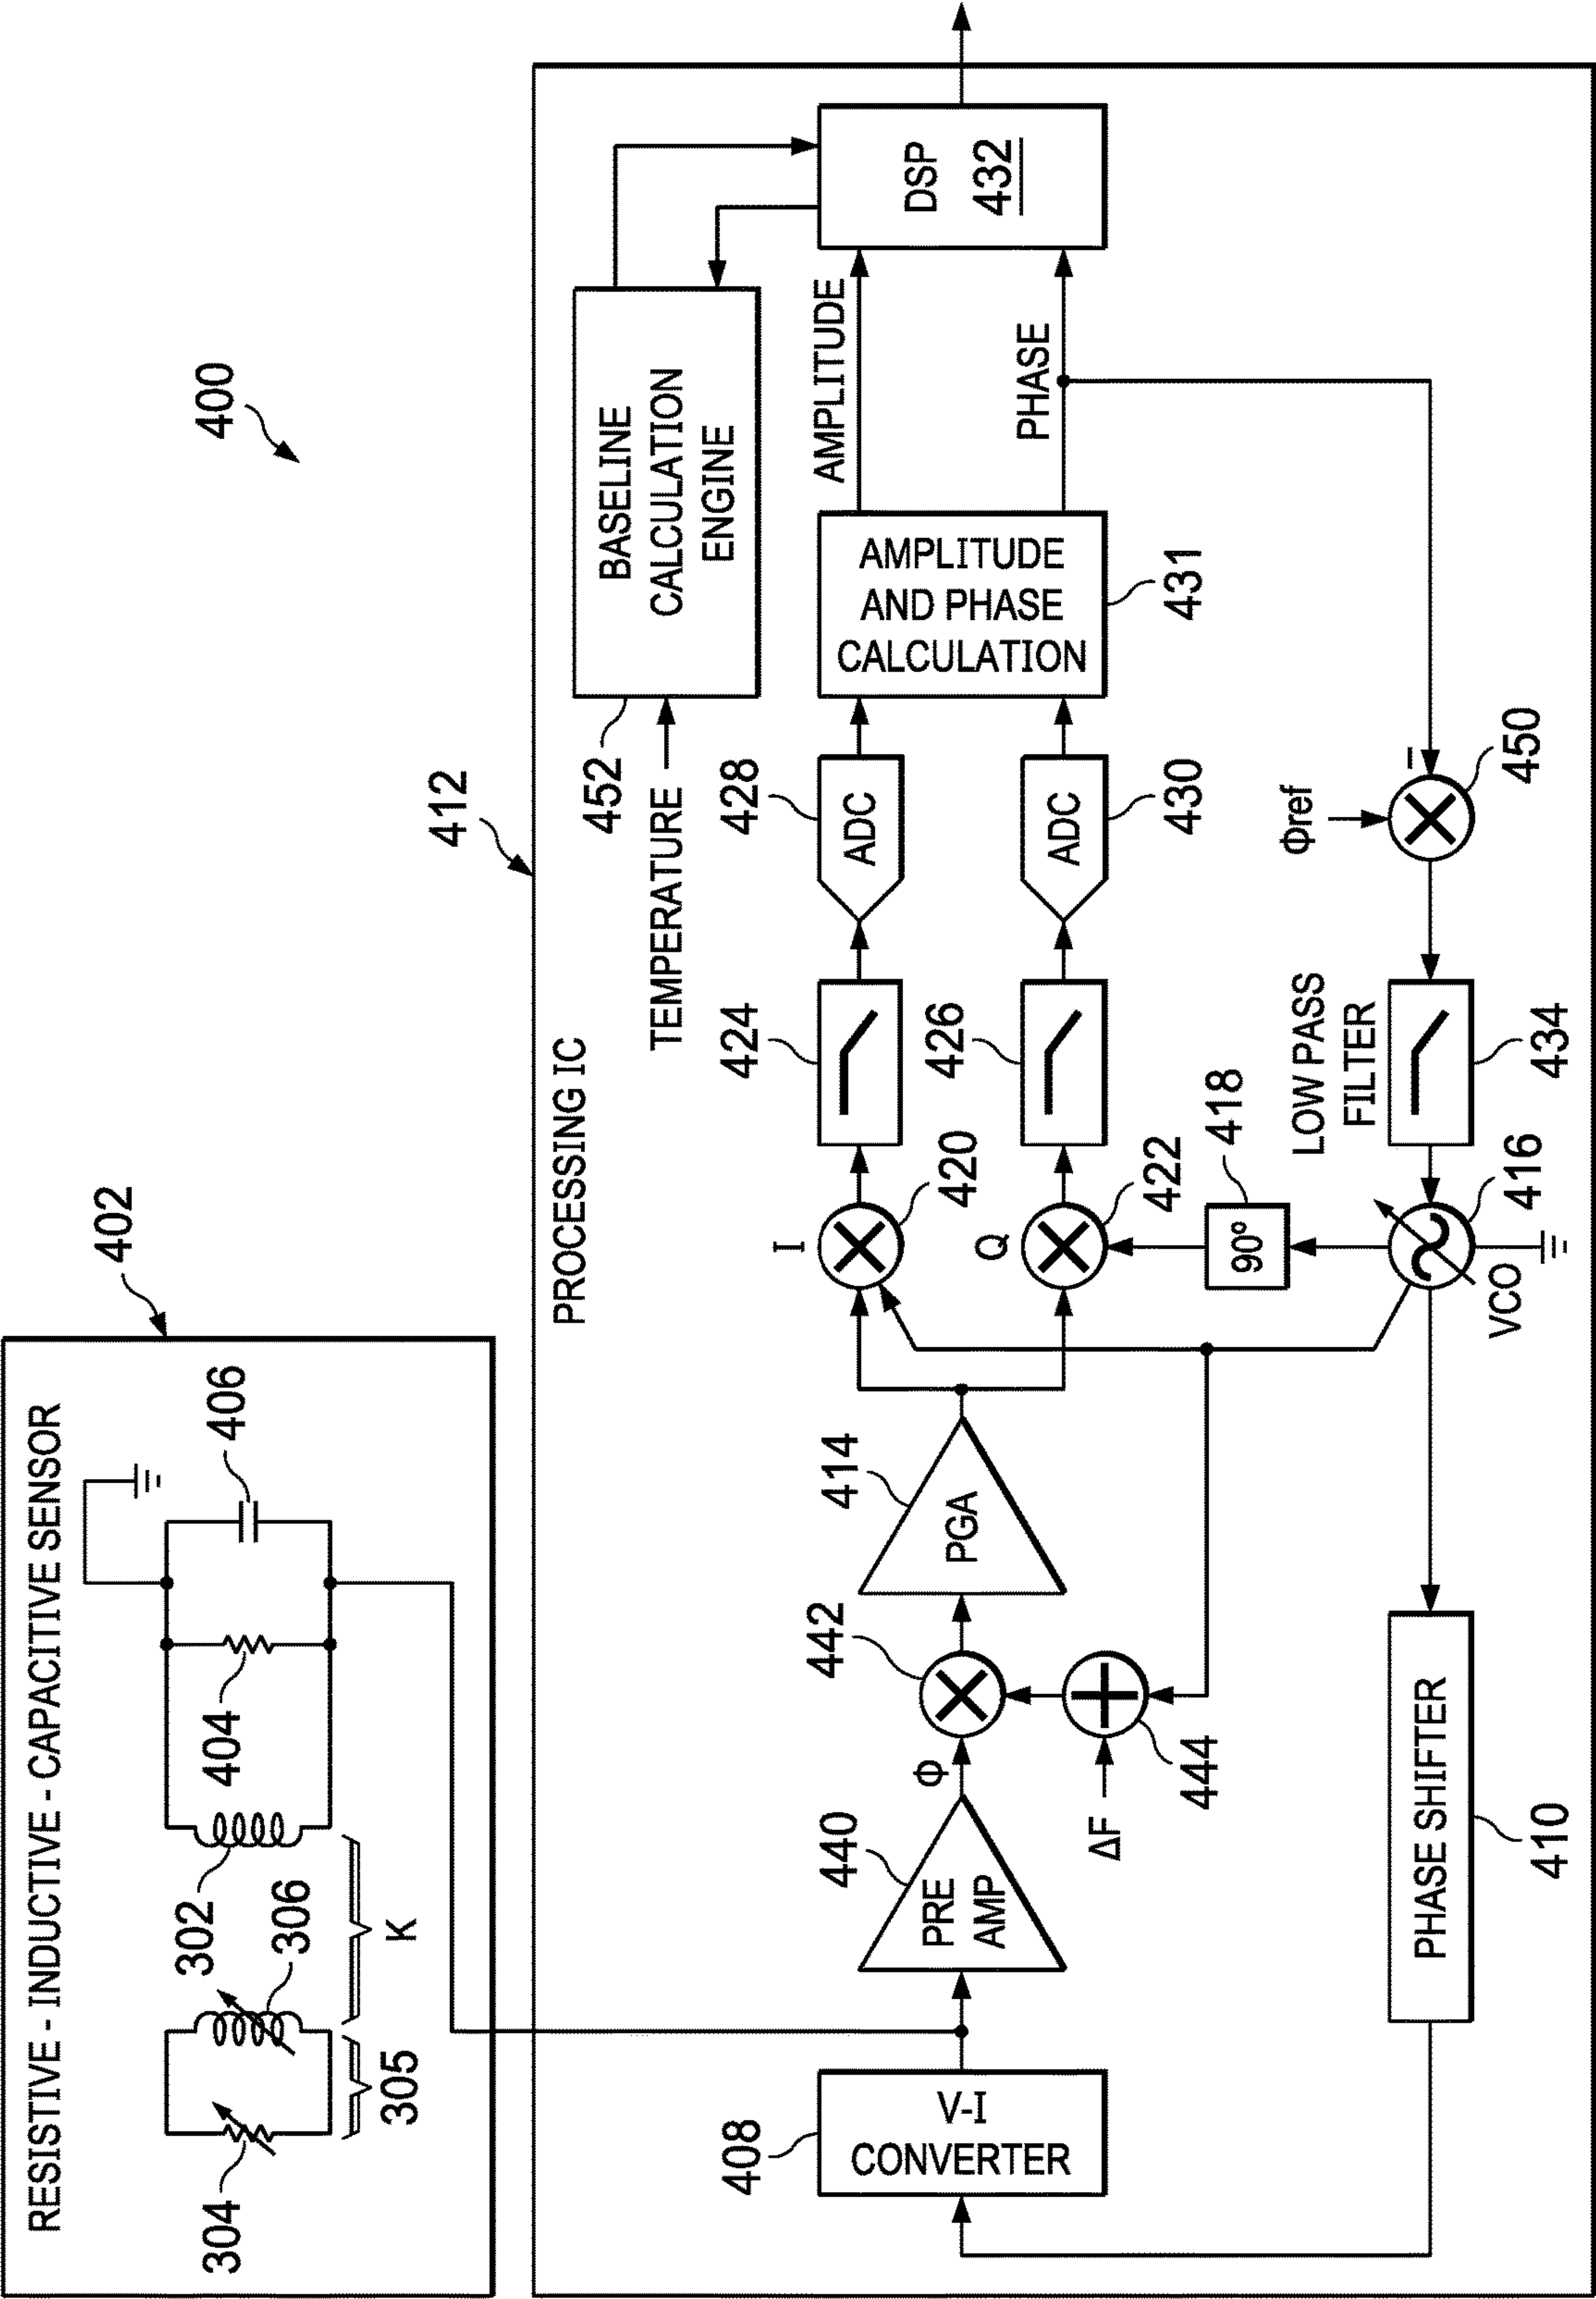 400
402
RESISTIVE - INDUCTIVE - CAPACITIVE SENSOR
304
305
306
302
K
404
406
412
PROCESSING IC
408
V-I
CONVERTER
440
PRE
AMP
Φ
442
ΔF
444
414
PGA
I
420
Q
422
424
426
428
ADC
430
ADC
TEMPERATURE
452
BASELINE
CALCULATION
ENGINE
AMPLITUDE
AND PHASE
CALCULATION
431
AMPLITUDE
PHASE
DSP
432
410
PHASE SHIFTER
VCO
416
90°
418
LOW PASS
FILTER
434
Φref
–
450